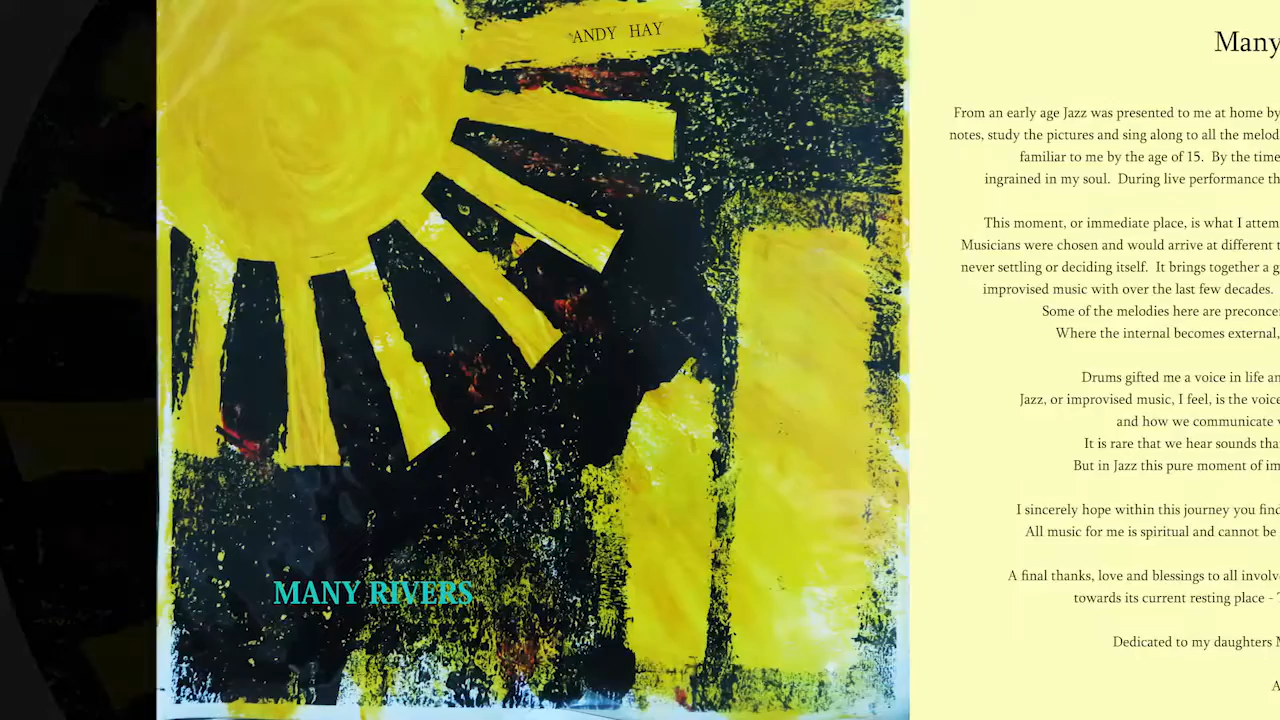 ANDY HAY
MANY RIVERS
Many
From an early age Jazz was presented to me at home by
notes, study the pictures and sing along to all the melod
familiar to me by the age of 15. By the time
ingrained in my soul. During live performance th
This moment, or immediate place, is what I attem
Musicians were chosen and would arrive at different t
never settling or deciding itself. It brings together a g
improvised music with over the last few decades.
Some of the melodies here are preconce
Where the internal becomes external,
Drums gifted me a voice in life an
Jazz, or improvised music, I feel, is the voice
and how we communicate
It is rare that we hear sounds tha
But in Jazz this pure moment of im
I sincerely hope within this journey you find
All music for me is spiritual and cannot be
A final thanks, love and blessings to all involv
towards its current resting place -
Dedicated to my daughters
A